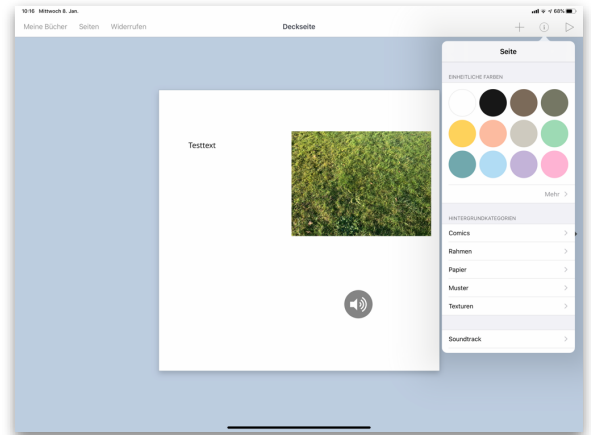 10:16 Mittwoch 8. Jan. 68%
Meine Bücher Seiten Widerrufen Deckseite
Seite
EINHEITLICHE FARBEN
Testtext
Mehr
HINTERGRUNDKATEGORIEN
Comics
Rahmen
Papier
Muster
Texturen
Soundtrack